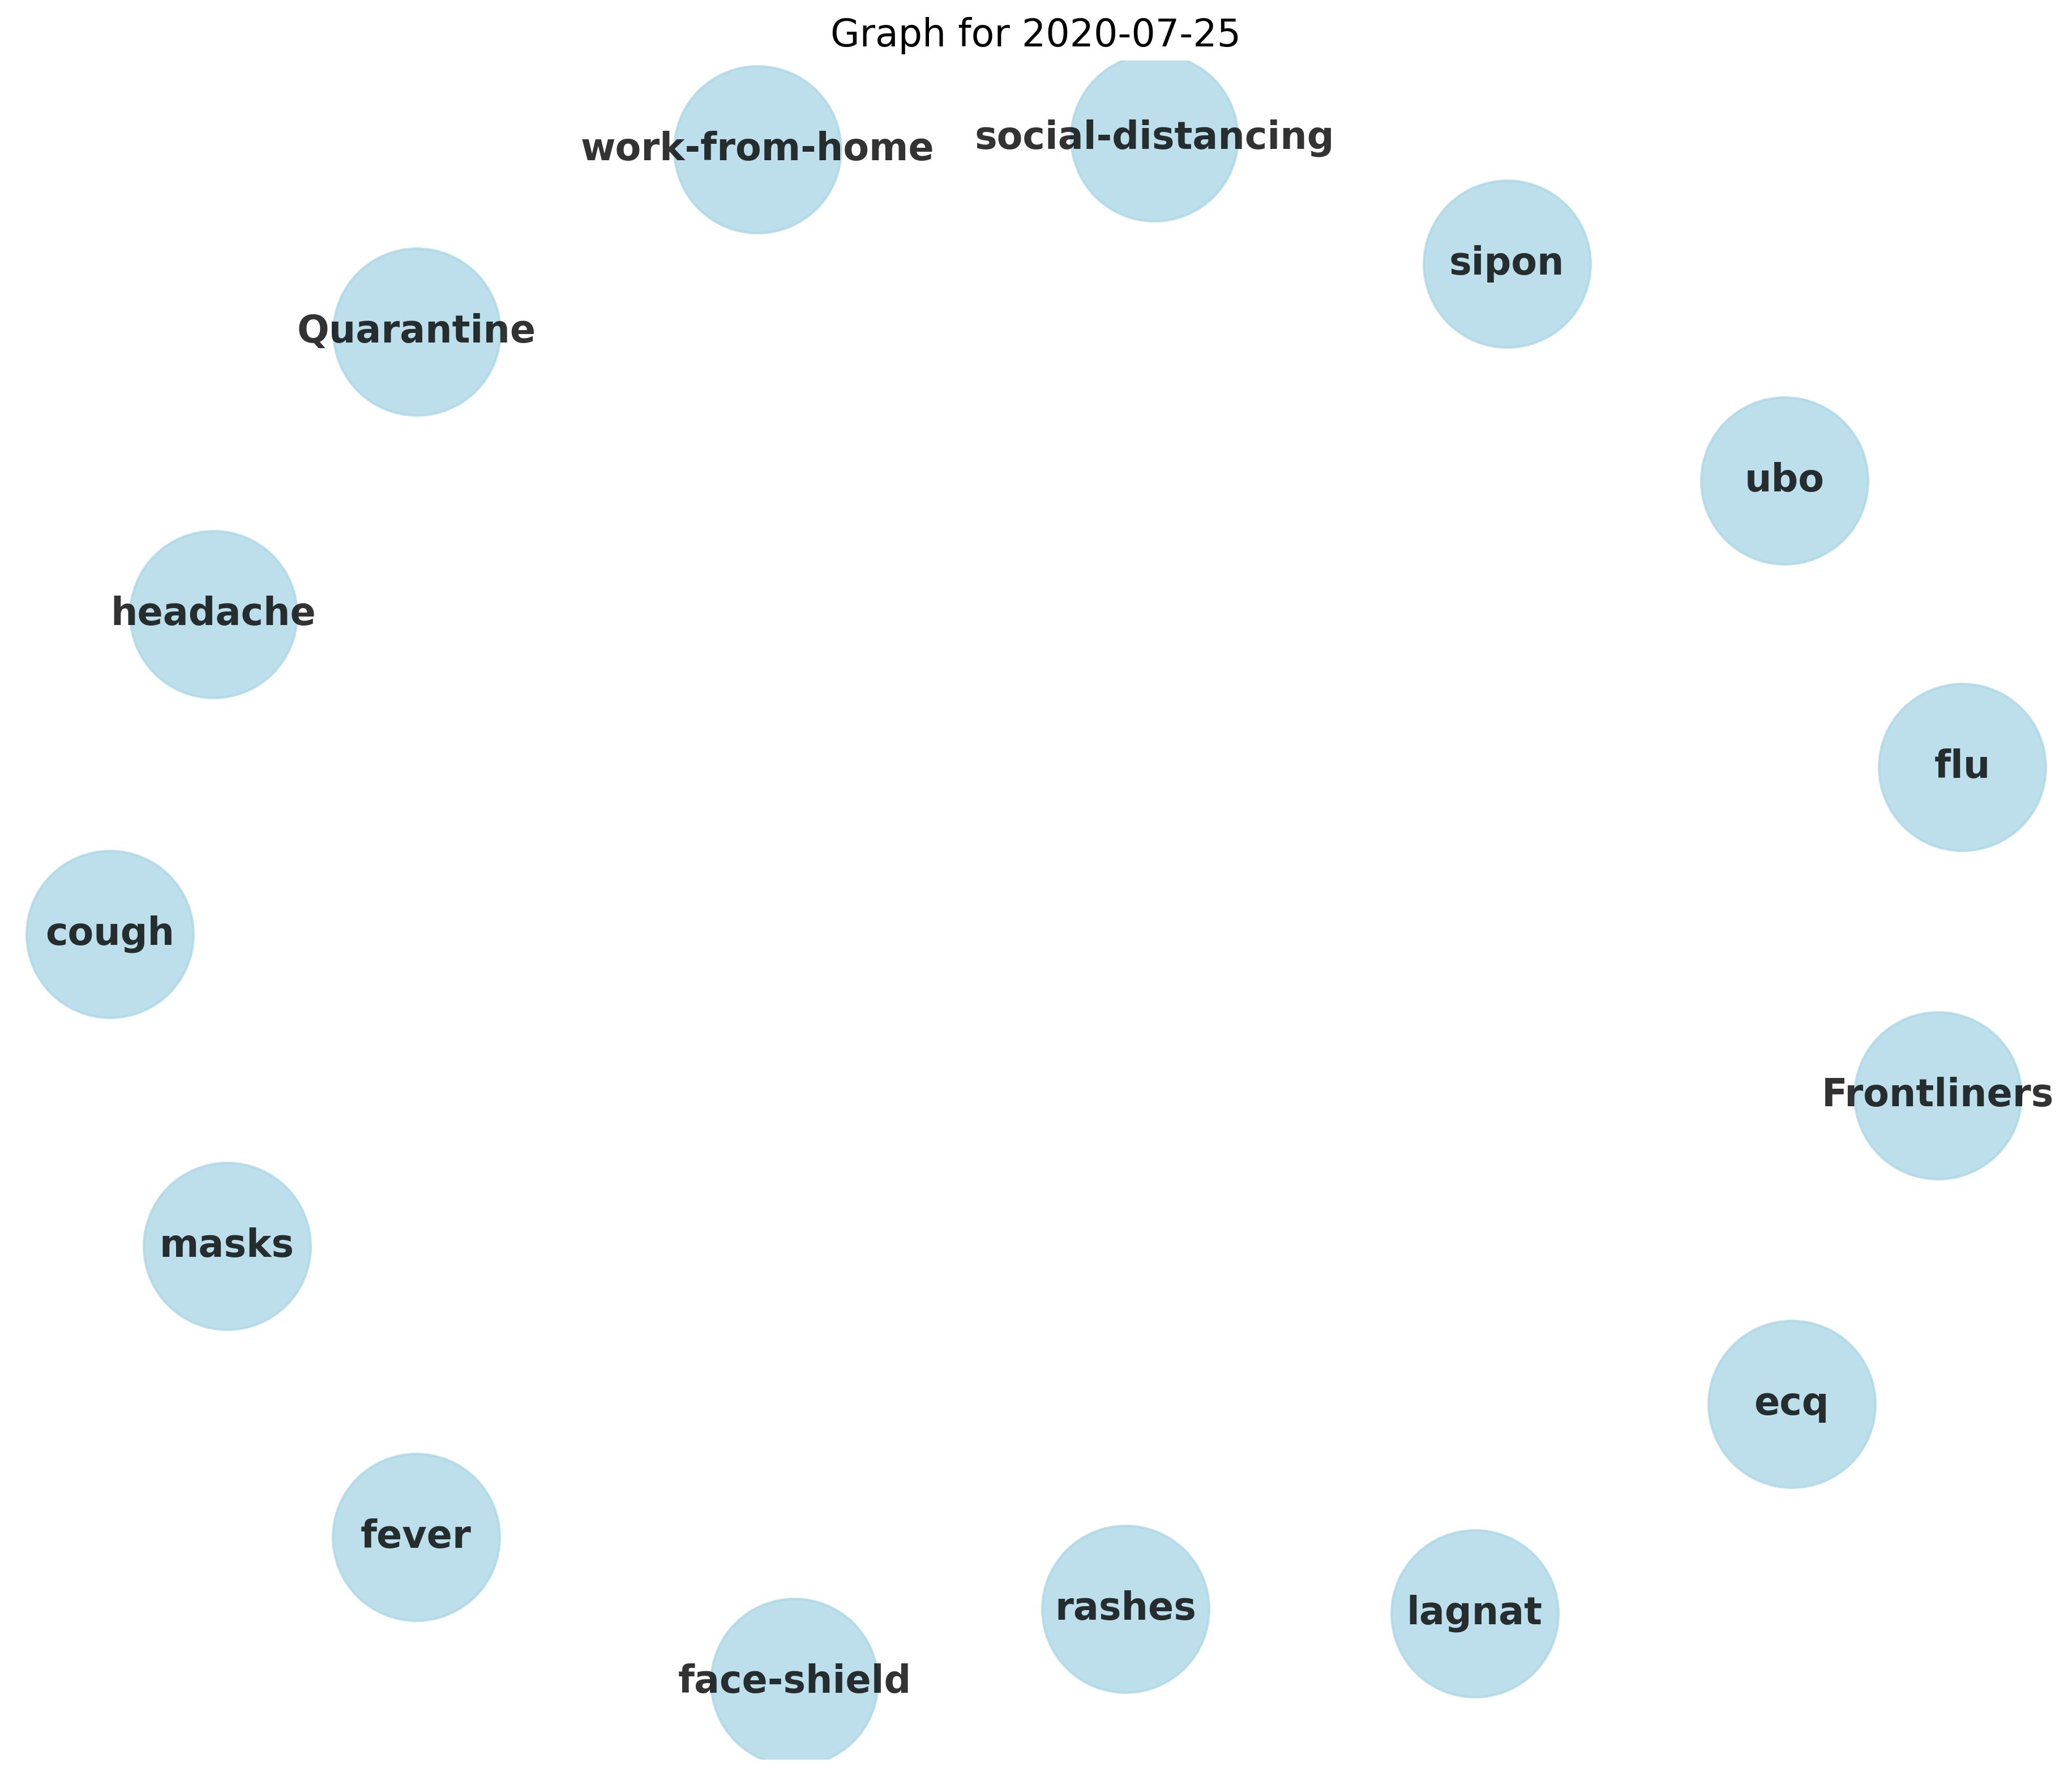 Graph for 2020-07-25
social-distancing
work-from-home
sipon
Quarantine
ubo
headache
flu
cough
Frontliners
masks
ecq
fever
rashes
lagnat
face-shield